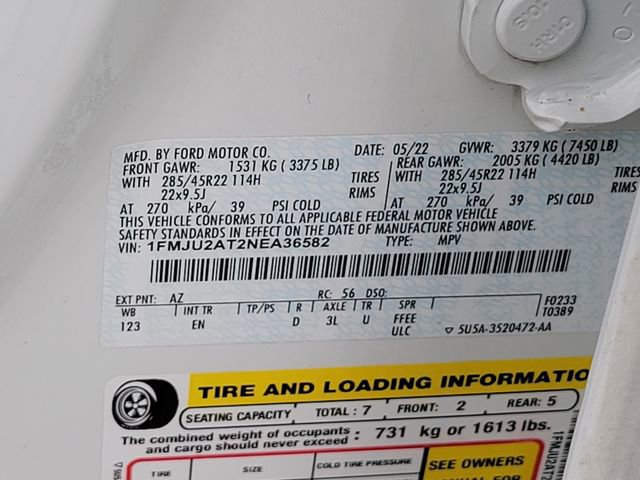 MFD. BY FORD MOTOR CO. DATE: 05/22 GVWR: 3379 KG ( 7450 LB)
FRONT GAWR: 1531 KG ( 3375 LB) REAR GAWR: 2005 KG ( 4420 LB)
WITH 285/45R22 114H TIRES WITH 285/45R22 114H TIRES
22x9.5J RIMS 22x9.5J RIMS
AT 270 kPa/ 39 PSI COLD AT 270 kPa/ 39 PSI COLD
THIS VEHICLE CONFORMS TO ALL APPLICABLE FEDERAL MOTOR VEHICLE
SAFETY STANDARDS IN EFFECT ON THE DATE OF MANUFACTURE SHOWN ABOVE.
VIN: 1FMJU2AT2NEA36582 TYPE: MPV
EXT PNT: AZ RC: 56 DSO: F0233
WB INT TR TP/PS R AXLE TR SPR T0389
123 EN D 3L U FFEE
ULC ▽ 5U5A-3520472-AA
TIRE AND LOADING INFORMATIO
SEATING CAPACITY TOTAL : 7 FRONT: 2 REAR: 5
The combined weight of occupants
and cargo should never exceed : 731 kg or 1613 lbs.
TIRE SIZE COLD TIRE PRESSURE SEE OWNERS
MANUAL FOR
1FMJU2AT2